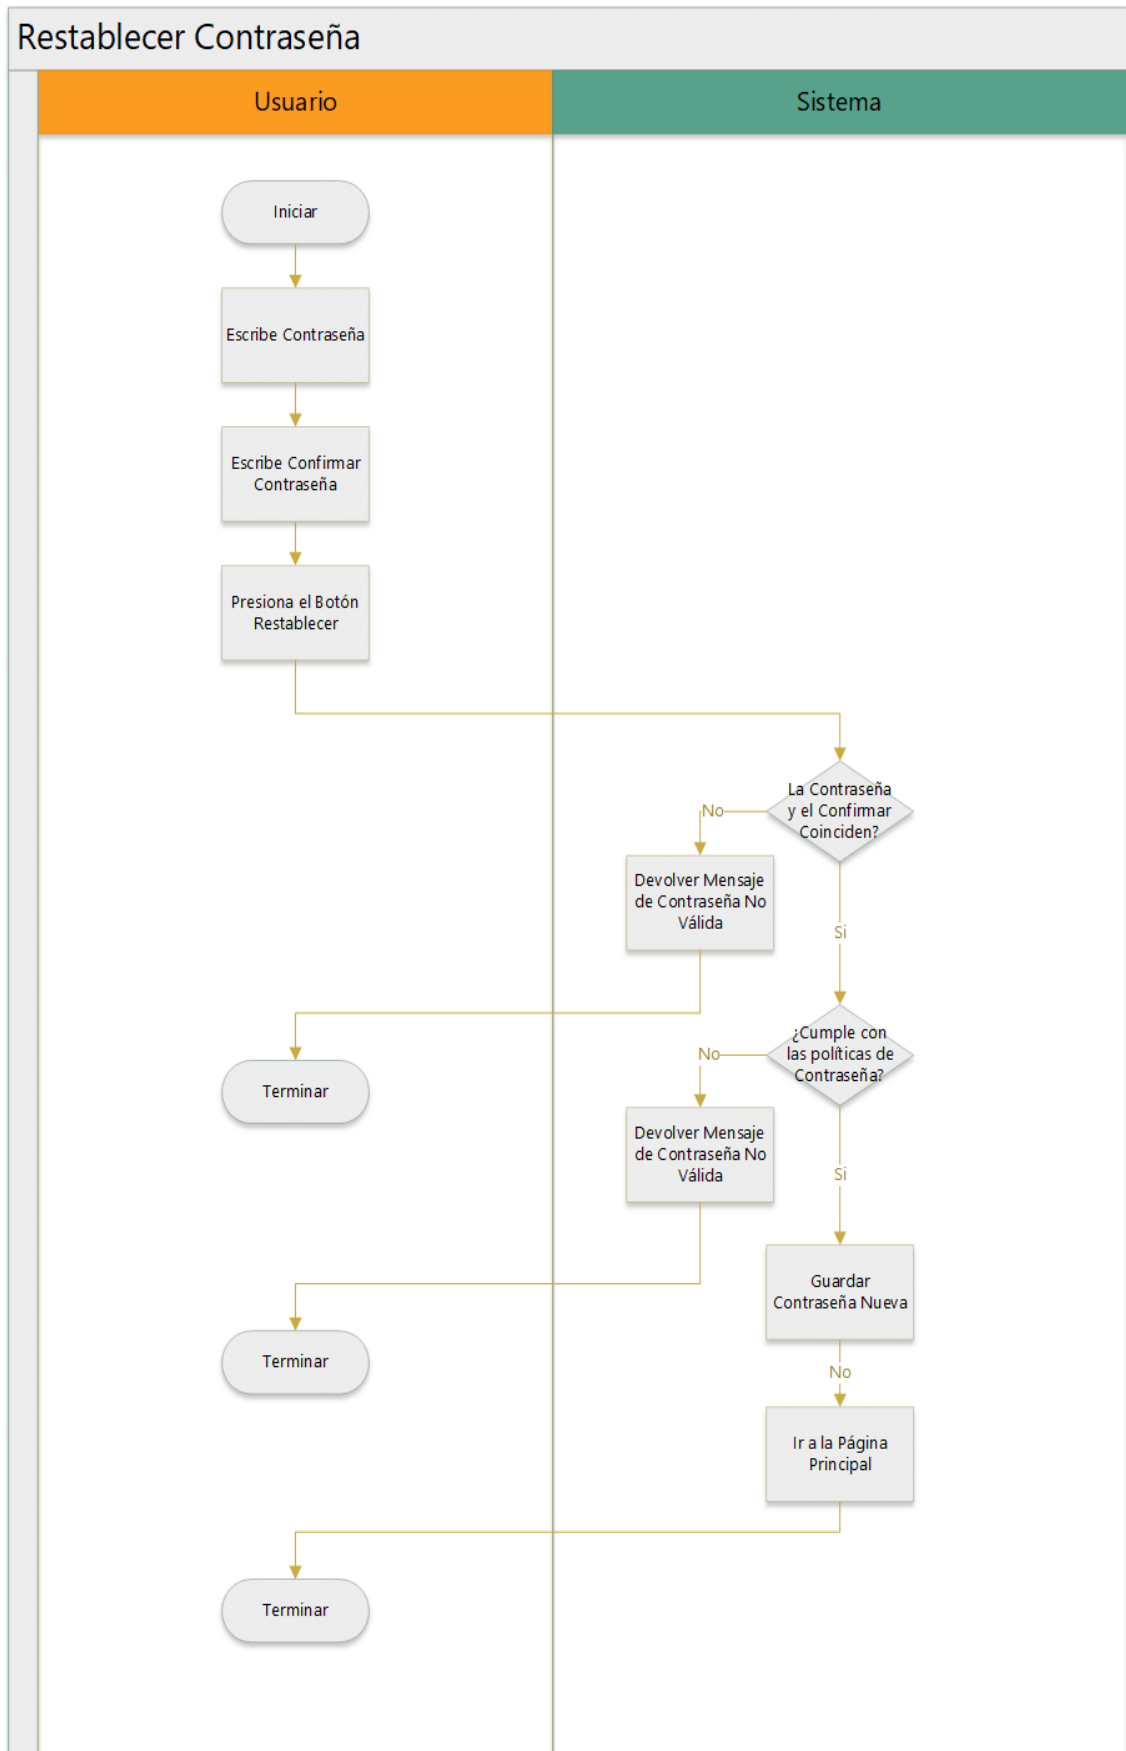 Restablecer Contraseña
Usuario
Sistema
Iniciar
Escribe Contraseña
Escribe Confirmar
Contraseña
Presiona el Botón
Restablecer
La Contraseña
y el Confirmar
Coinciden?
No
Devolver Mensaje
de Contraseña No
Válida
Si
Terminar
¿Cumple con
las políticas de
Contraseña?
No
Devolver Mensaje
de Contraseña No
Válida
Si
Terminar
Guardar
Contraseña Nueva
No
Ir a la Página
Principal
Terminar